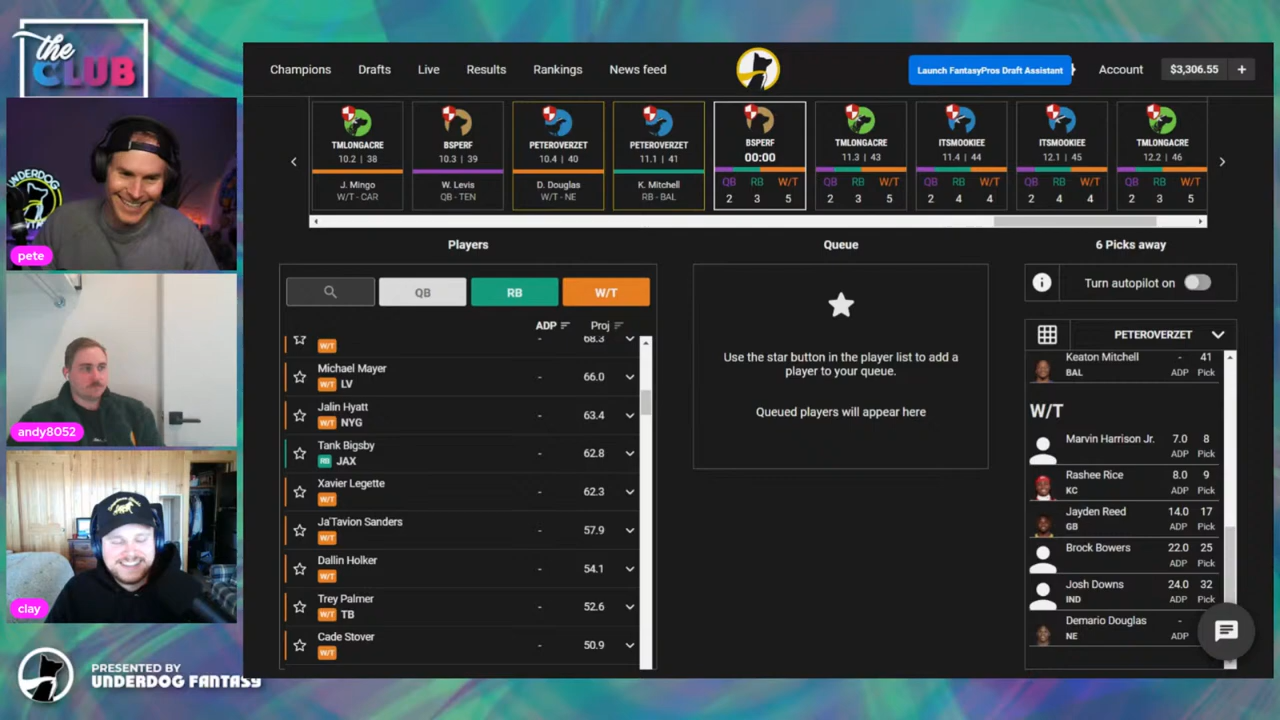 the
CLUB
Champions
Drafts
Live
Results
Rankings
News feed
Launch FantasyPros Draft Assistant
Account
$3,306.55
+
TMLONGACRE
10.2 | 38
J. Mingo
W/T - CAR
BSPERF
10.3 | 39
W. Levis
QB - TEN
PETEROVERZET
10.4 | 40
D. Douglas
W/T - NE
PETEROVERZET
11.1 | 41
K. Mitchell
RB - BAL
BSPERF
00:00
QB RB W/T
2 3 5
TMLONGACRE
11.3 | 43
QB RB W/T
2 3 5
ITSMOOKIEE
11.4 | 44
QB RB W/T
2 4 4
ITSMOOKIEE
12.1 | 45
QB RB W/T
2 4 4
TMLONGACRE
12.2 | 46
QB RB W/T
2 3 5
Players
QB
RB
W/T
ADP
Proj
W/T
- 68.3
Michael Mayer
W/T LV
- 66.0
Jalin Hyatt
W/T NYG
- 63.4
Tank Bigsby
RB JAX
- 62.8
Xavier Legette
W/T
- 62.3
Ja'Tavion Sanders
W/T
- 57.9
Dallin Holker
W/T
- 54.1
Trey Palmer
W/T TB
- 52.6
Cade Stover
W/T
- 50.9
Queue
Use the star button in the player list to add a
player to your queue.
Queued players will appear here
6 Picks away
Turn autopilot on
PETEROVERZET
Keaton Mitchell - 41
BAL ADP Pick
W/T
Marvin Harrison Jr. 7.0 8
ADP Pick
Rashee Rice 8.0 9
KC ADP Pick
Jayden Reed 14.0 17
GB ADP Pick
Brock Bowers 22.0 25
ADP Pick
Josh Downs 24.0 32
IND ADP Pick
Demario Douglas -
NE ADP
pete
andy8052
clay
PRESENTED BY
UNDERDOG FANTASY